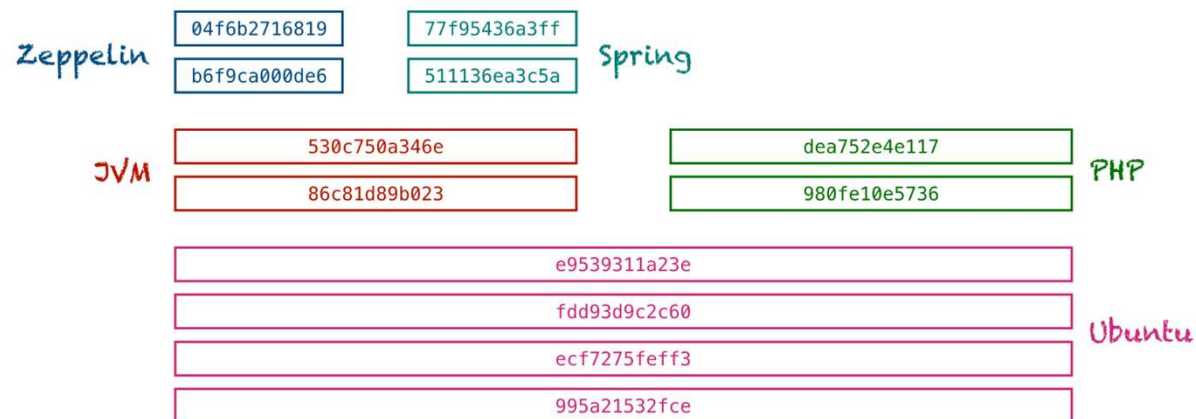 04f6b2716819 77f95436a3ff
Zeppelin Spring
b6f9ca000de6 511136ea3c5a
530c750a346e dea752e4e117
JVM PHP
86c81d89b023 980fe10e5736
e9539311a23e
fdd93d9c2c60
Ubuntu
ecf7275feff3
995a21532fce